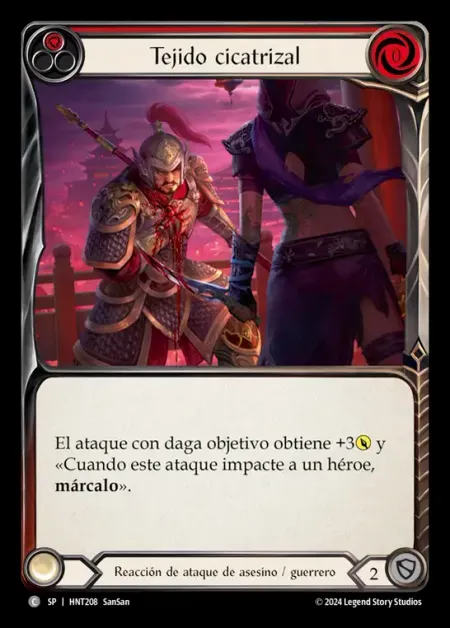 Tejido cicatrizal
0
El ataque con daga objetivo obtiene +3 y
«Cuando este ataque impacte a un héroe,
márcalo».
Reacción de ataque de asesino / guerrero
2
C SP | HNT208 SanSan
© 2024 Legend Story Studios